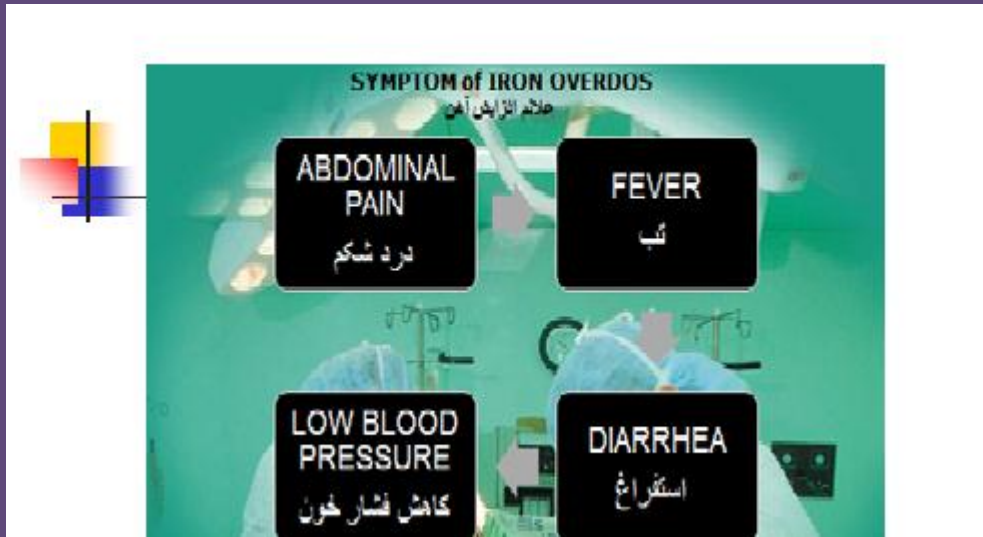 SYMPTOM of IRON OVERDOS
علائم افزایش آهن
ABDOMINAL
PAIN
درد شکم
FEVER
تب
DIARRHEA
استفراغ
LOW BLOOD
PRESSURE
کاهش فشار خون